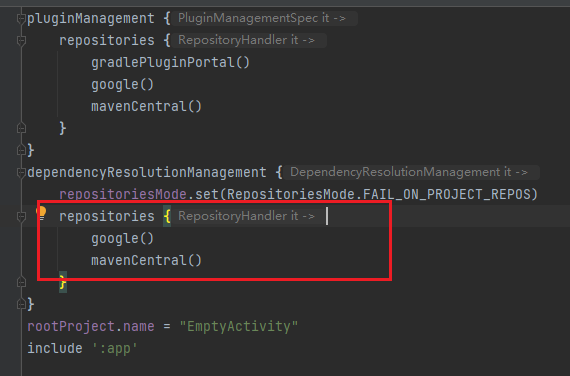 pluginManagement { PluginManagementSpec it ->
repositories { RepositoryHandler it ->
gradlePluginPortal()
google()
mavenCentral()
}
}
dependencyResolutionManagement { DependencyResolutionManagement it ->
repositoriesMode.set(RepositoriesMode.FAIL_ON_PROJECT_REPOS)
repositories { RepositoryHandler it ->
google()
mavenCentral()
}
}
rootProject.name = "EmptyActivity"
include ':app'